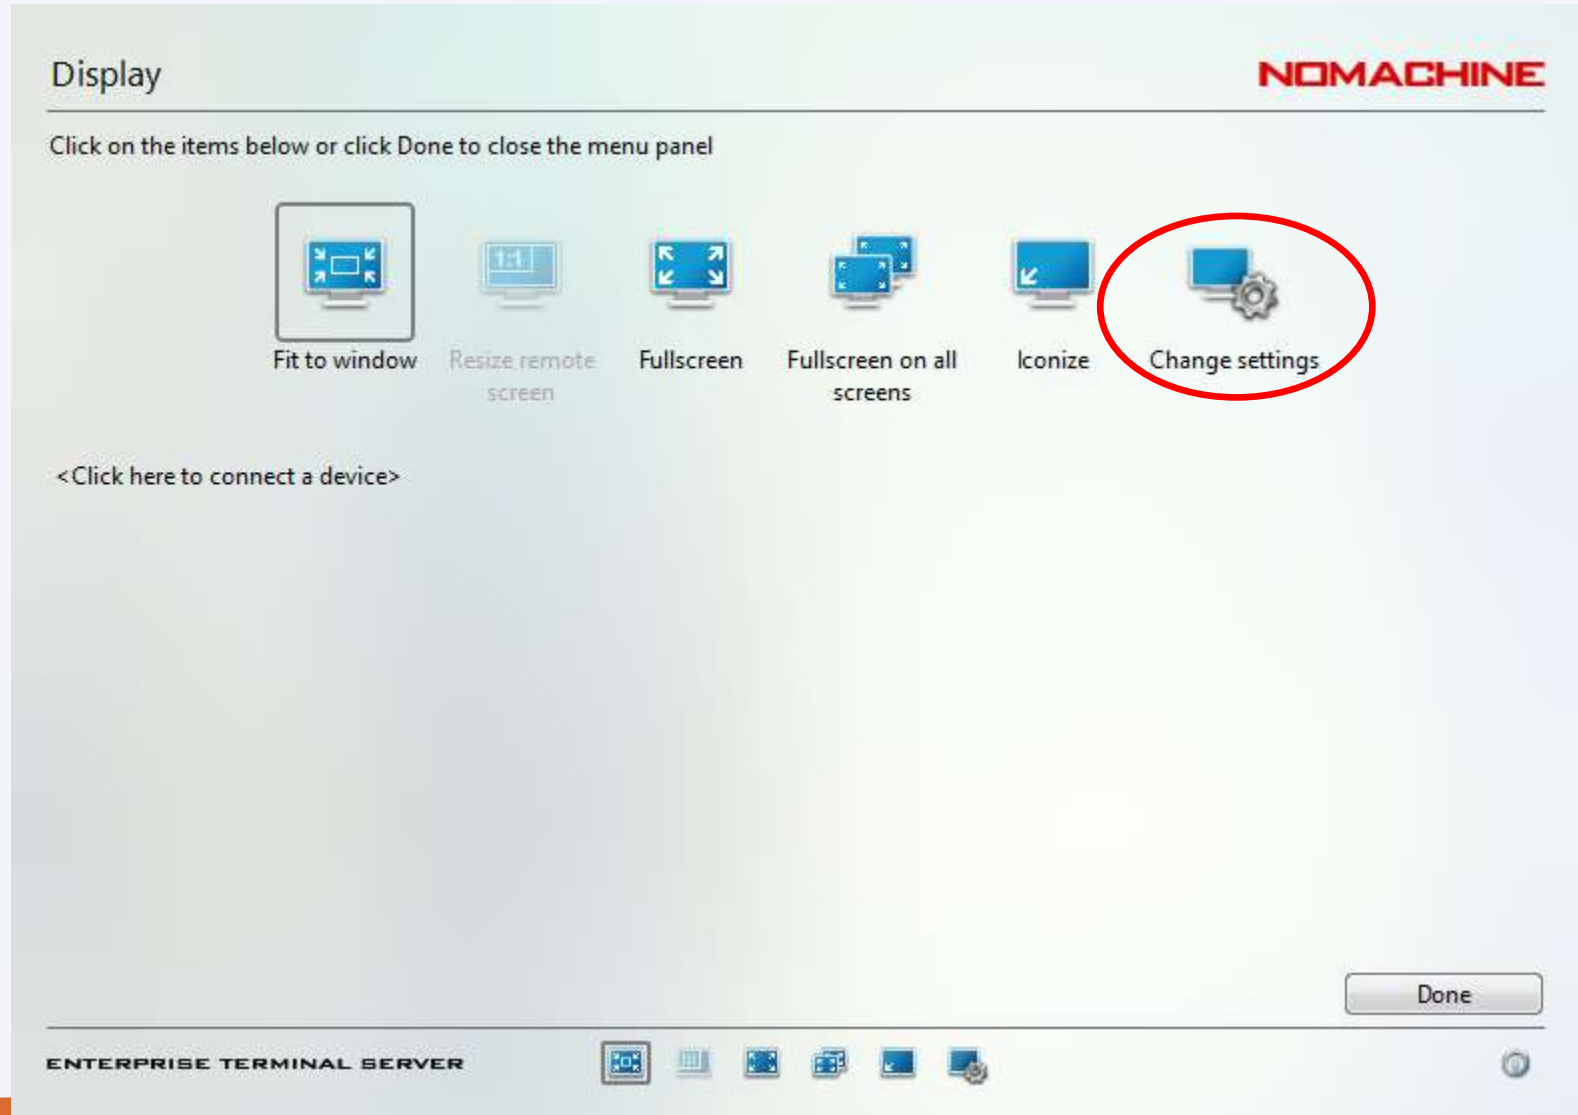 Display
NOMACHINE
Click on the items below or click Done to close the menu panel
1:1
Fit to window
Resize remote
screen
Fullscreen
Fullscreen on all
screens
Iconize
Change settings
<Click here to connect a device>
Done
ENTERPRISE TERMINAL SERVER